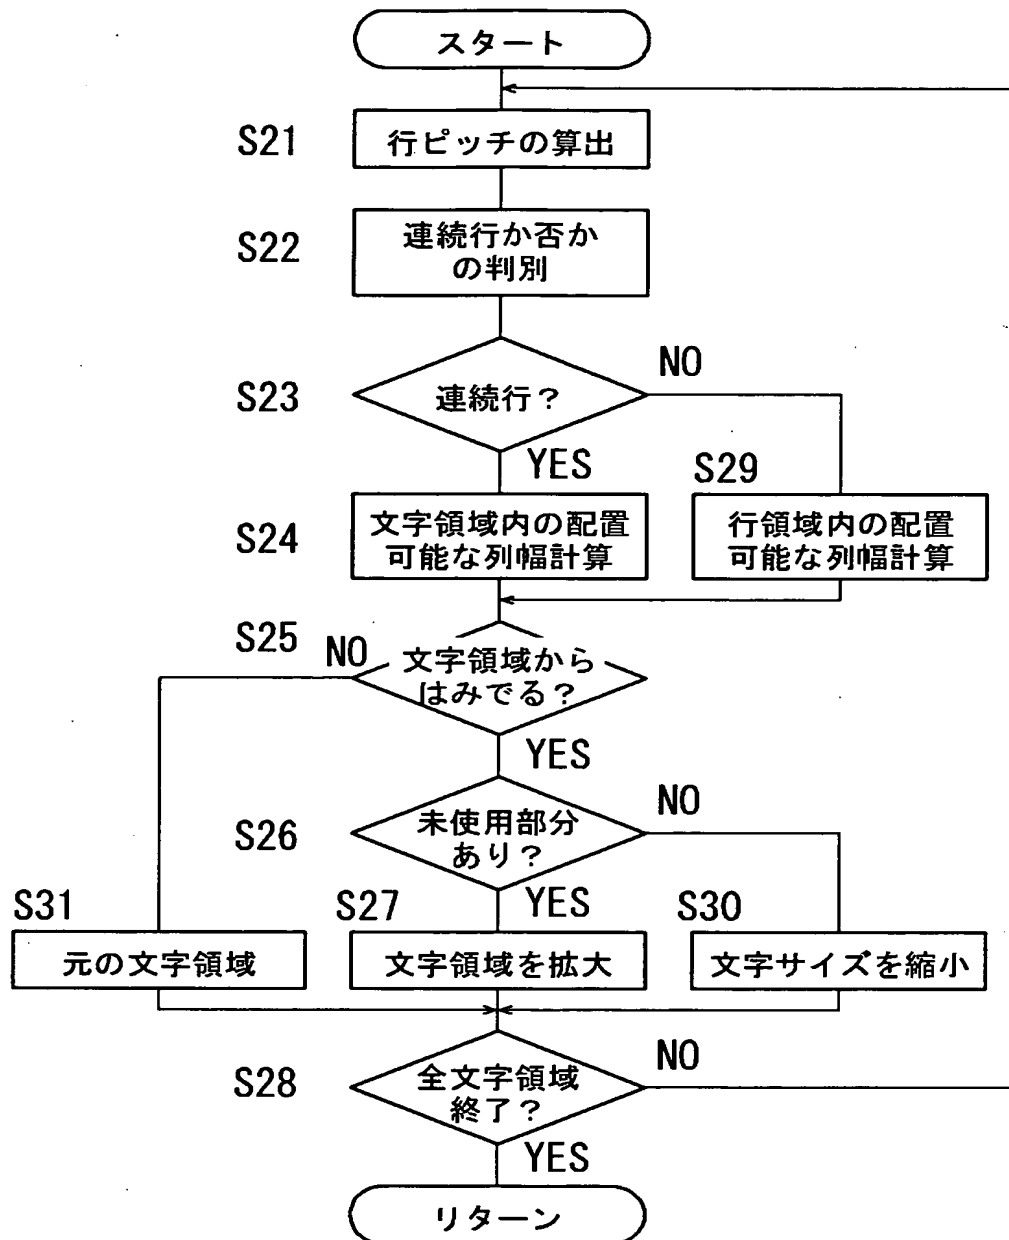 スタート
S21
行ピッチの算出
S22
連続行か否か
の判別
S23
連続行?
NO
YES
S24
文字領域内の配置
可能な列幅計算
S29
行領域内の配置
可能な列幅計算
S25
NO
文字領域から
はみでる?
YES
S26
未使用部分
あり?
NO
YES
S31
元の文字領域
S27
文字領域を拡大
S30
文字サイズを縮小
S28
全文字領域
終了?
NO
YES
リターン